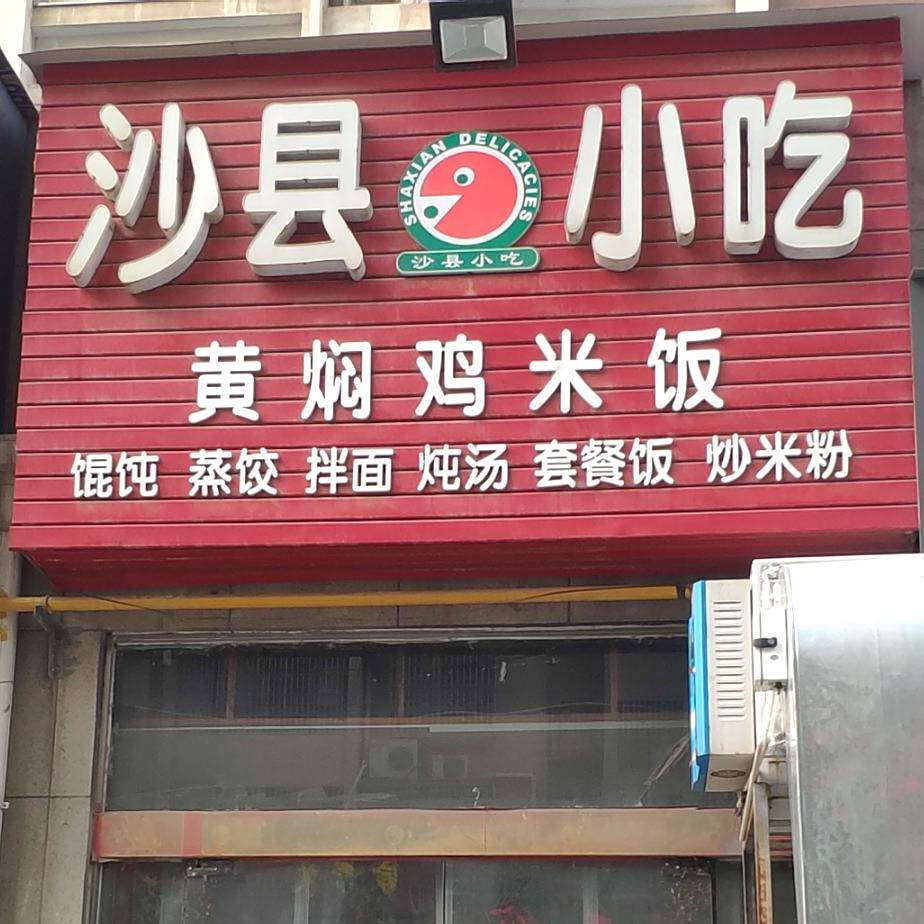 沙县小吃
SHAXIAN DELICACIES
沙县小吃
黄焖鸡米饭
馄饨 蒸饺 拌面 炖汤 套餐饭 炒米粉